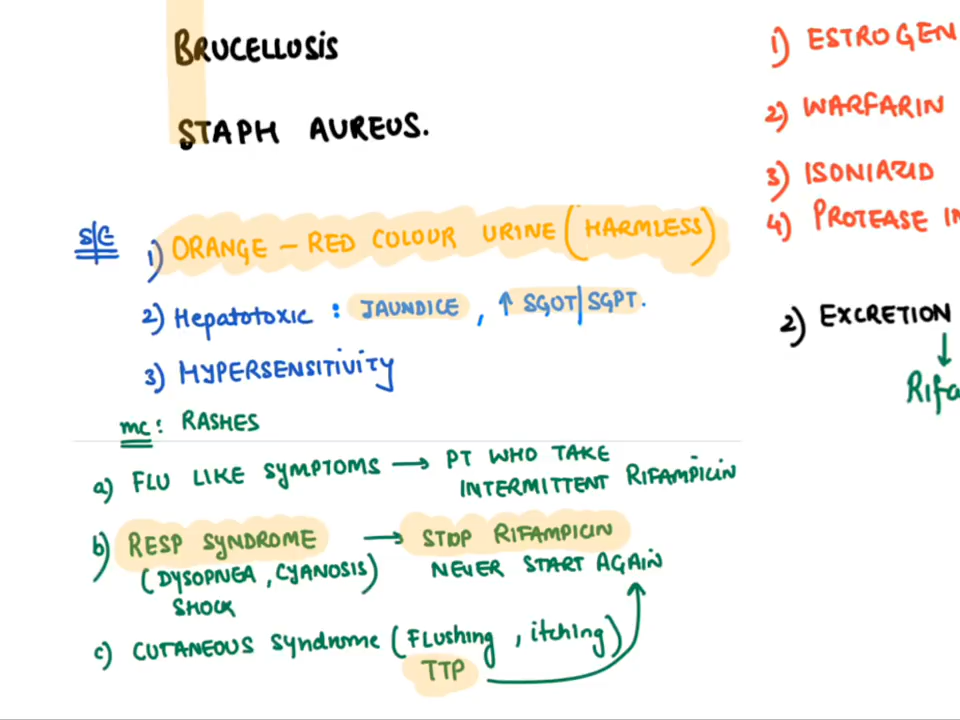 BRUCELLOSIS
STAPH AUREUS.
S/E
1) ORANGE – RED COLOUR URINE (HARMLESS)
2) Hepatotoxic : JAUNDICE , ↑ SGOT|SGPT.
3) HYPERSENSITIVITY
mc: RASHES
a) FLU LIKE SYMPTOMS → PT WHO TAKE
INTERMITTENT RIFAMPICIN
b) RESP SYNDROME → STOP RIFAMPICIN
(DYSOPNEA, CYANOSIS) NEVER START AGAIN
SHOCK
c) CUTANEOUS Syndrome (FLushing, itching)
TTP
1) ESTROGEN
2) WARFARIN
3) ISONIAZID
4) PROTEASE IN
2) EXCRETION
↓
Rifa